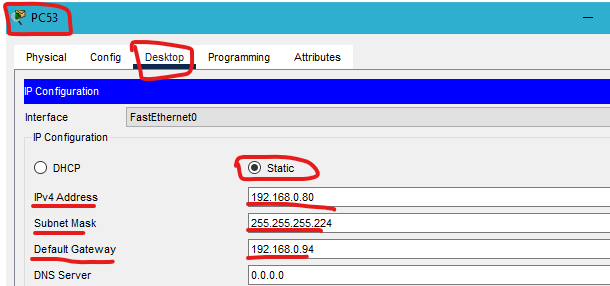 PC53
Physical Config Desktop Programming Attributes
IP Configuration
Interface FastEthernet0
IP Configuration
DHCP Static
IPv4 Address 192.168.0.80
Subnet Mask 255.255.255.224
Default Gateway 192.168.0.94
DNS Server 0.0.0.0